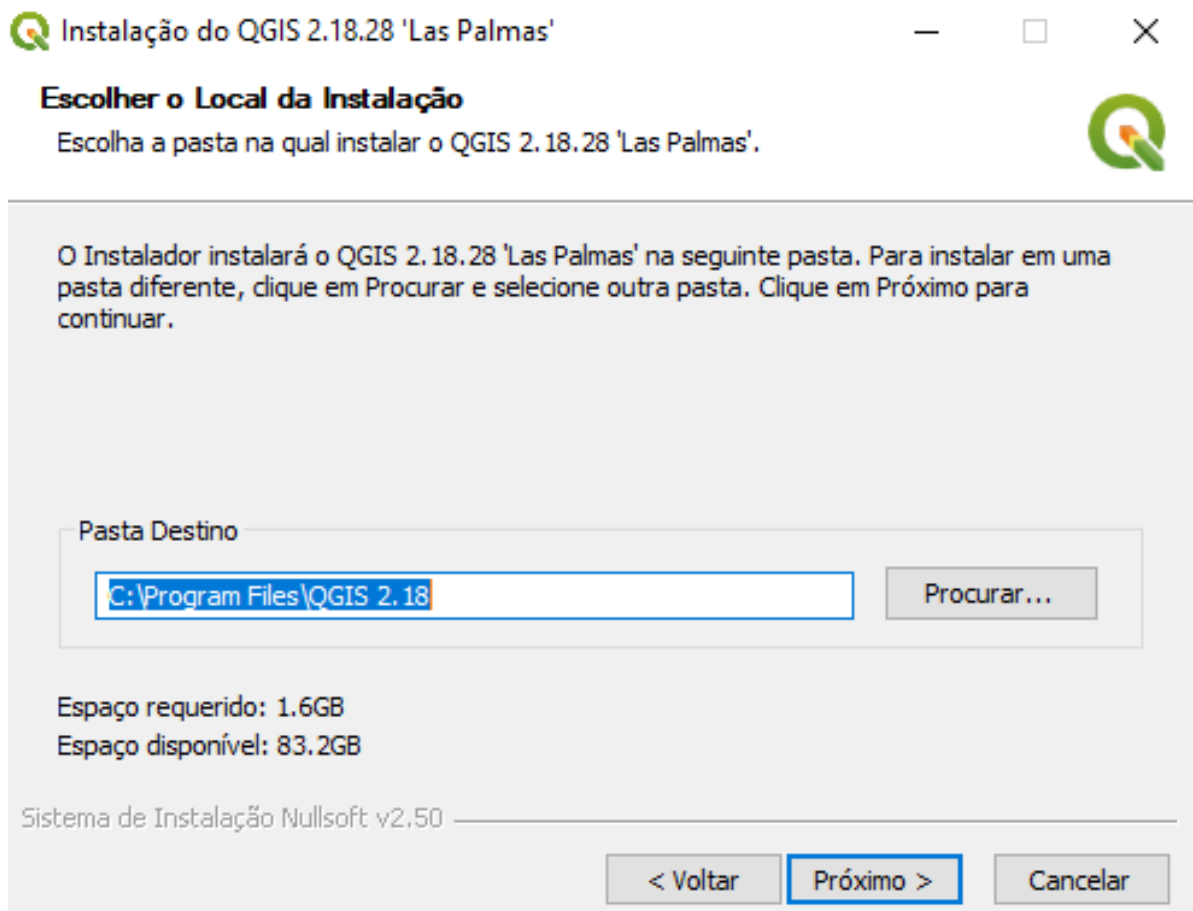 Instalação do QGIS 2.18.28 'Las Palmas'
Escolher o Local da Instalação
Escolha a pasta na qual instalar o QGIS 2.18.28 'Las Palmas'.
O Instalador instalará o QGIS 2.18.28 'Las Palmas' na seguinte pasta. Para instalar em uma
pasta diferente, clique em Procurar e selecione outra pasta. Clique em Próximo para
continuar.
Pasta Destino
C:\Program Files\QGIS 2.18
Procurar...
Espaço requerido: 1.6GB
Espaço disponível: 83.2GB
Sistema de Instalação Nullsoft v2.50
< Voltar
Próximo >
Cancelar